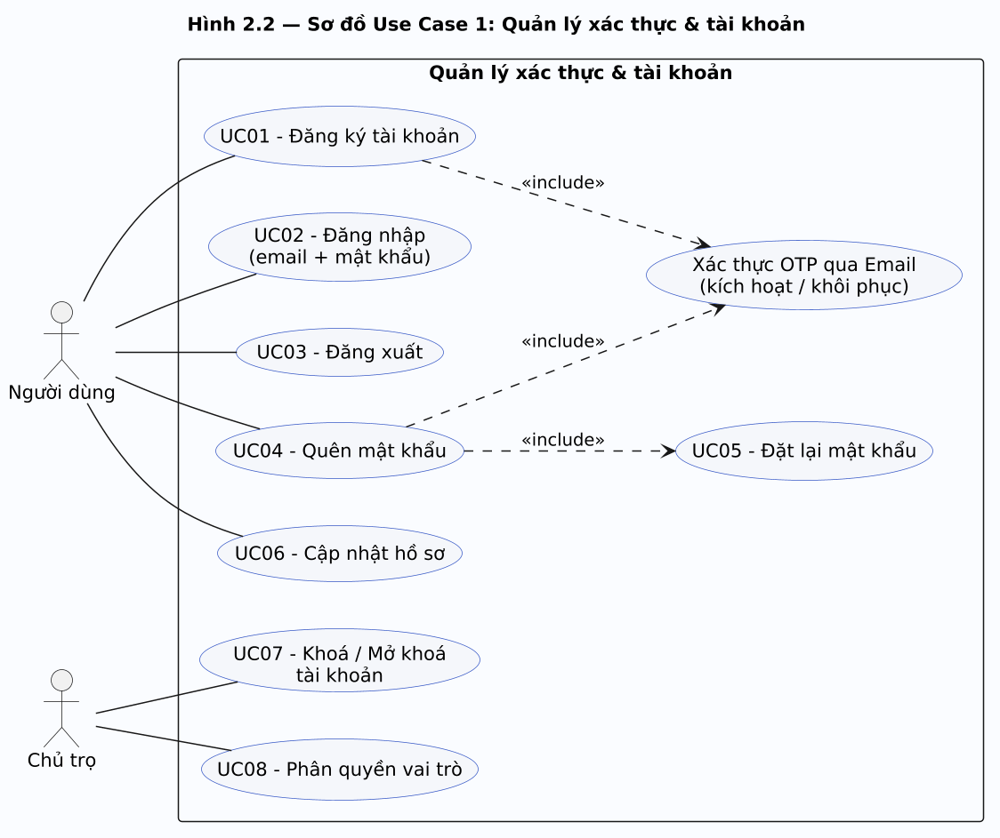 Hình 2.2 — Sơ đồ Use Case 1: Quản lý xác thực & tài khoản
Quản lý xác thực & tài khoản
UC01 - Đăng ký tài khoản
«include»
UC02 - Đăng nhập
(email + mật khẩu)
Xác thực OTP qua Email
(kích hoạt / khôi phục)
«include»
UC03 - Đăng xuất
Người dùng
«include»
UC04 - Quên mật khẩu
UC05 - Đặt lại mật khẩu
UC06 - Cập nhật hồ sơ
UC07 - Khoá / Mở khoá
tài khoản
Chủ trọ
UC08 - Phân quyền vai trò